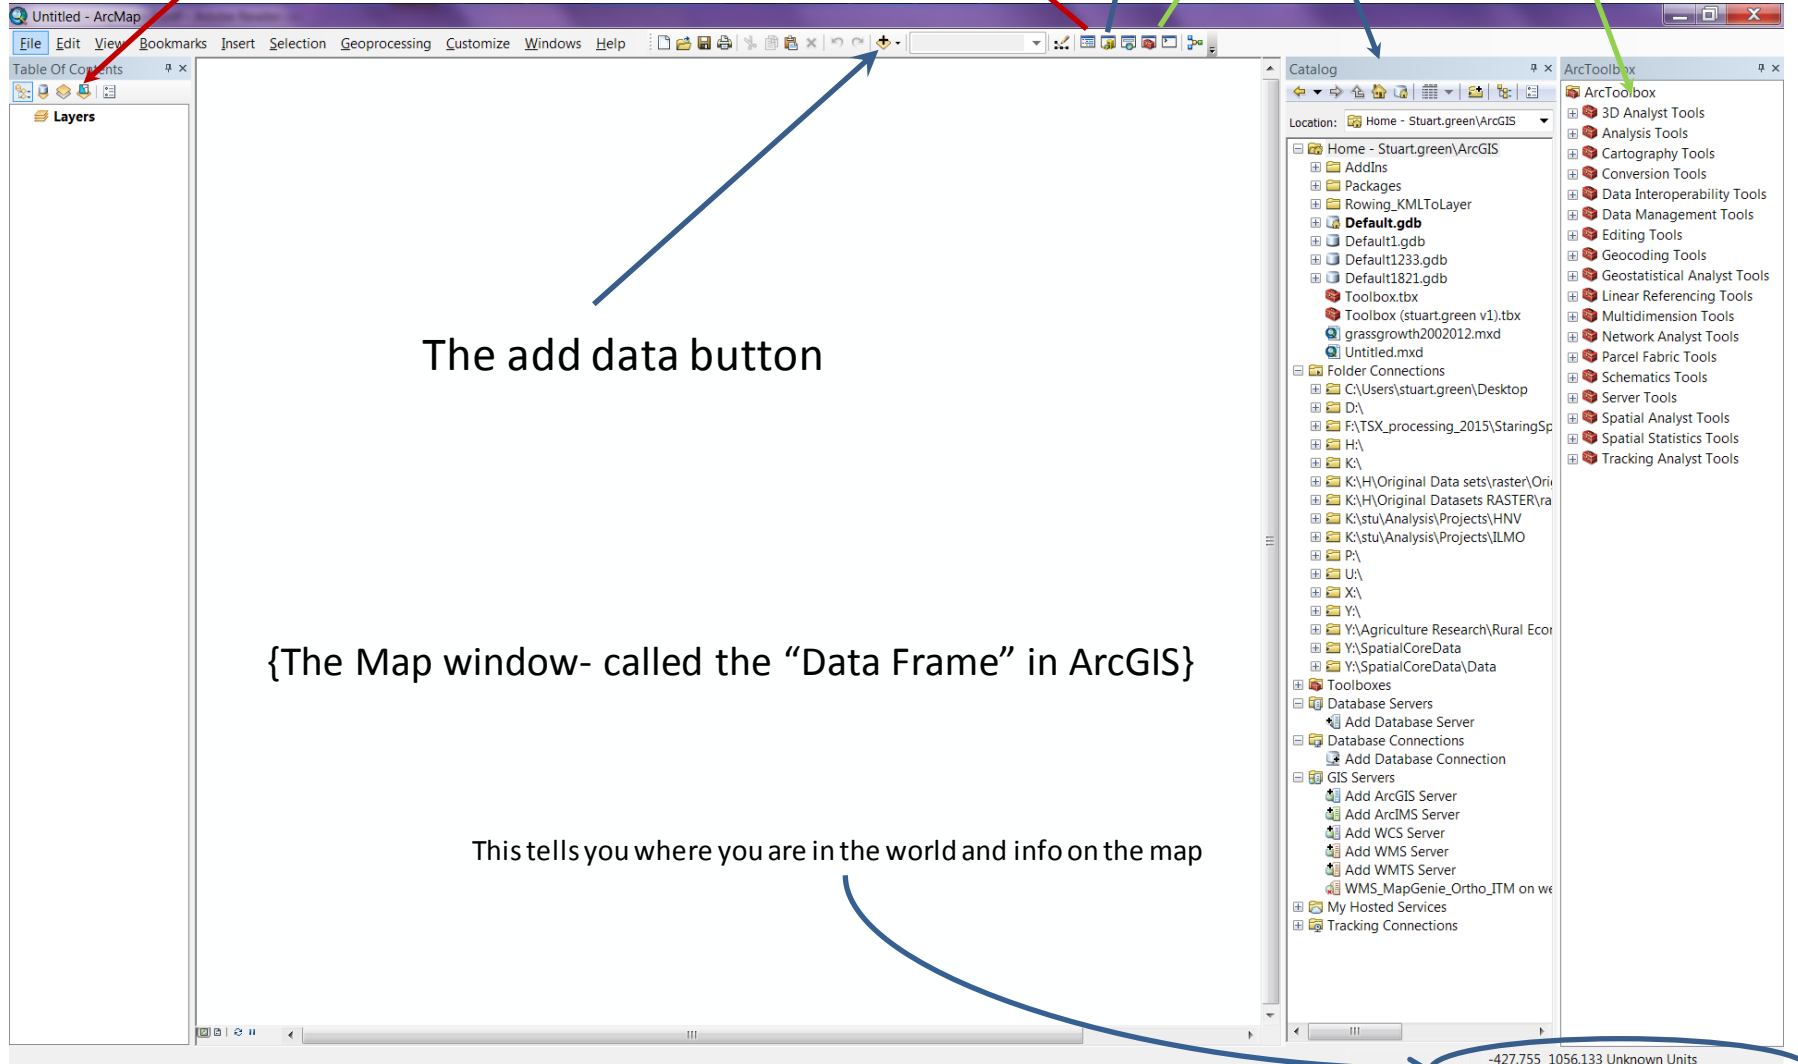 Untitled - ArcMap
File Edit View Bookmarks Insert Selection Geoprocessing Customize Windows Help
Table Of Contents
Layers
The add data button
{The Map window- called the “Data Frame” in ArcGIS}
This tells you where you are in the world and info on the map
Catalog
Location: Home - Stuart.green\ArcGIS
Home - Stuart.green\ArcGIS
AddIns
Packages
Rowing_KMLToLayer
Default.gdb
Default1.gdb
Default1233.gdb
Default1821.gdb
Toolbox.tbx
Toolbox (stuart.green v1).tbx
grassgrowth2002012.mxd
Untitled.mxd
Folder Connections
C:\Users\stuart.green\Desktop
D:\
F:\TSX_processing_2015\StaringSp
H:\
K:\
K:\H\Original Data sets\raster\Ori
K:\H\Original Datasets RASTER\ra
K:\stu\Analysis\Projects\HNV
K:\stu\Analysis\Projects\ILMO
P:\
U:\
X:\
Y:\
Y:\Agriculture Research\Rural Econ
Y:\SpatialCoreData
Y:\SpatialCoreData\Data
Toolboxes
Database Servers
Add Database Server
Database Connections
Add Database Connection
GIS Servers
Add ArcGIS Server
Add ArcIMS Server
Add WCS Server
Add WMS Server
Add WMTS Server
WMS_MapGenie_Ortho_ITM on we
My Hosted Services
Tracking Connections
ArcToolbox
ArcToolbox
3D Analyst Tools
Analysis Tools
Cartography Tools
Conversion Tools
Data Interoperability Tools
Data Management Tools
Editing Tools
Geocoding Tools
Geostatistical Analyst Tools
Linear Referencing Tools
Multidimension Tools
Network Analyst Tools
Parcel Fabric Tools
Schematics Tools
Server Tools
Spatial Analyst Tools
Spatial Statistics Tools
Tracking Analyst Tools
-427.755 1056.133 Unknown Units